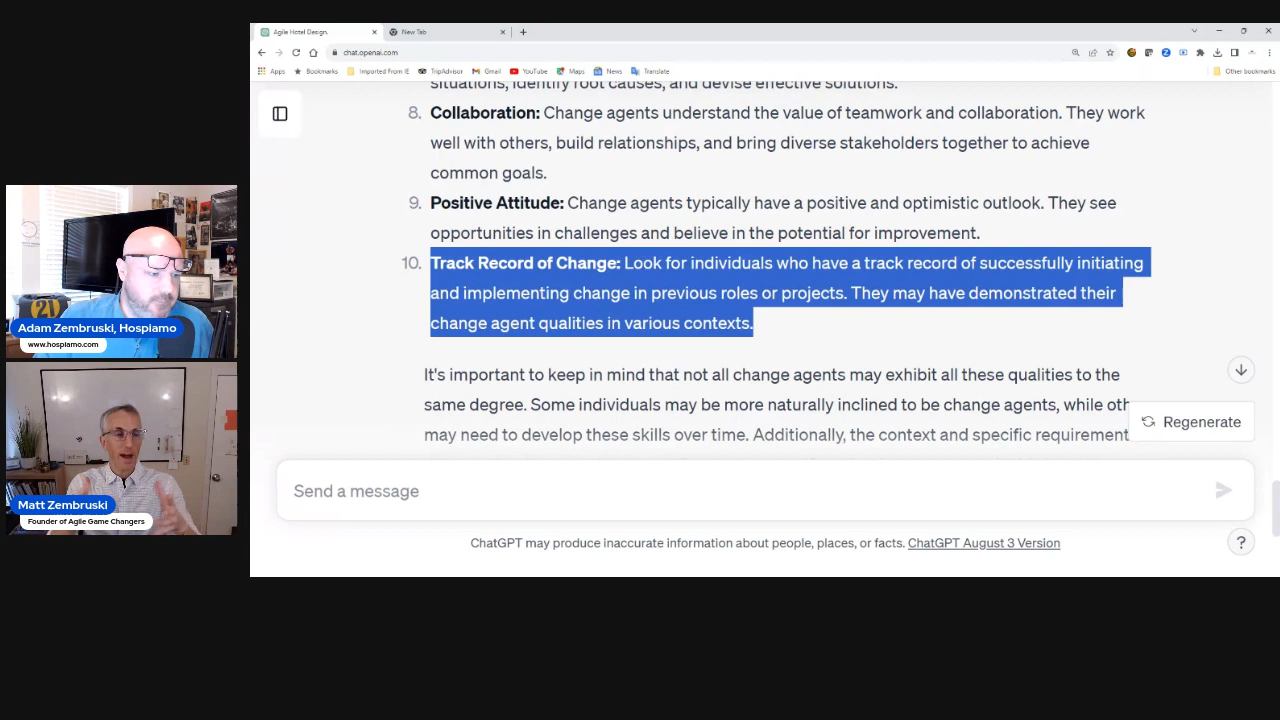 Agile Hotel Design.
New Tab
chat.openai.com
Apps
Bookmarks
Imported From IE
TripAdvisor
Gmail
YouTube
Maps
News
Translate
Other bookmarks
situations, identify root causes, and devise effective solutions.
8. Collaboration: Change agents understand the value of teamwork and collaboration. They work
well with others, build relationships, and bring diverse stakeholders together to achieve
common goals.
9. Positive Attitude: Change agents typically have a positive and optimistic outlook. They see
opportunities in challenges and believe in the potential for improvement.
10. Track Record of Change: Look for individuals who have a track record of successfully initiating
and implementing change in previous roles or projects. They may have demonstrated their
change agent qualities in various contexts.
It's important to keep in mind that not all change agents may exhibit all these qualities to the
same degree. Some individuals may be more naturally inclined to be change agents, while oth
may need to develop these skills over time. Additionally, the context and specific requirement
Regenerate
Send a message
ChatGPT may produce inaccurate information about people, places, or facts. ChatGPT August 3 Version
?
Adam Zembruski, Hospiamo
www.hospiamo.com
Matt Zembruski
Founder of Agile Game Changers